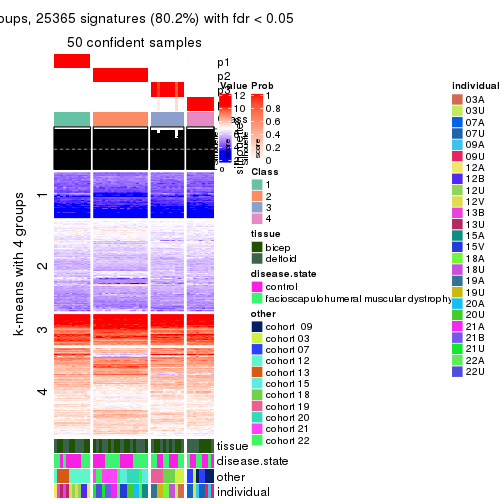 oups, 25365 signatures (80.2%) with fdr < 0.05
50 confident samples
p1
p2
p3
Value
12
10
8
6
4
2
0
Prob
1
0.8
0.6
0.4
0.2
0
silhouette
score
k-means with 4 groups
1
2
3
4
Class
1
2
3
4
tissue
bicep
deltoid
disease.state
control
facioscapulohumeral muscular dystrophy
other
cohort 09
cohort 03
cohort 07
cohort 12
cohort 13
cohort 15
cohort 18
cohort 19
cohort 20
cohort 21
cohort 22
tissue
disease.state
other
individual
individual
03A
03U
07A
07U
09A
09U
12A
12B
12U
12V
13B
13U
15A
15V
18A
18U
19A
19U
20A
20U
21A
21B
21U
22A
22U